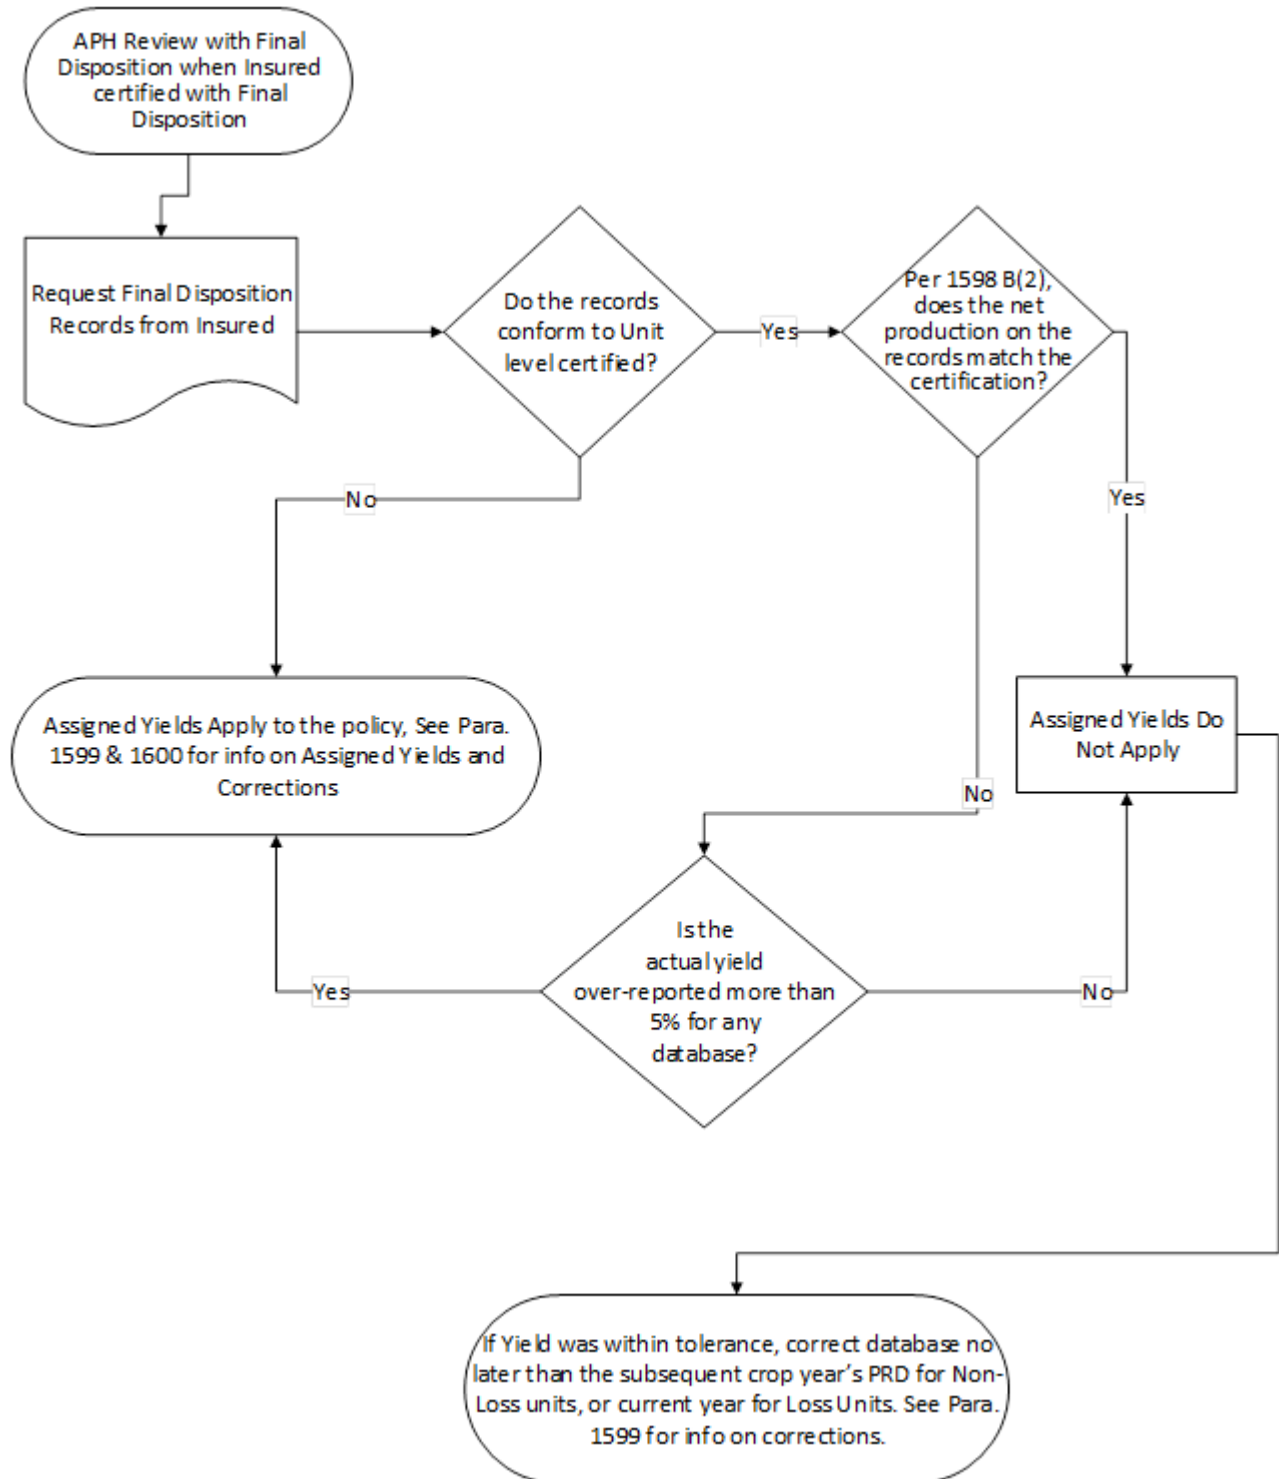 APH Review with Final
Disposition when Insured
certified with Final
Disposition
Request Final Disposition
Records from Insured
Do the records
conform to Unit
level certified?
Yes
Per 1598 B(2),
does the net
production on the
records match the
certification?
No
Yes
Assigned Yields Apply to the policy, See Para.
1599 & 1600 for info on Assigned Yields and
Corrections
Assigned Yields Do
Not Apply
No
Is the
actual yield
over-reported more than
5% for any
database?
Yes
No
If Yield was within tolerance, correct database no
later than the subsequent crop year's PRD for Non-
Loss units, or current year for Loss Units. See Para.
1599 for info on corrections.